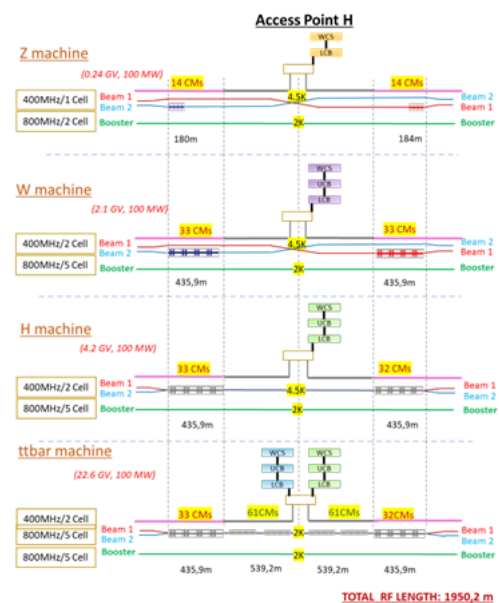 Access Point H
WCS
LCB
Z machine
(0.24 GV, 100 MW)
14 CMs
14 CMs
4.5K
400MHz/1 Cell
Beam 1
Beam 2
Beam 2
Beam 1
800MHz/2 Cell
Booster
2K
Booster
180m
184m
W machine
WCS
UCB
LCB
(2.1 GV, 100 MW)
33 CMs
33 CMs
4.5K
400MHz/2 Cell
Beam 1
Beam 2
Beam 2
Beam 1
800MHz/5 Cell
Booster
2K
Booster
435,9m
435,9m
H machine
WCS
UCB
LCB
(4.2 GV, 100 MW)
33 CMs
32 CMs
400MHz/2 Cell
Beam 1
Beam 2
4.5K
Beam 1
Beam 2
800MHz/5 Cell
Booster
2K
Booster
435,9m
435,9m
ttbar machine
WCS
WCS
UCB
UCB
LCB
LCB
(22.6 GV, 100 MW)
33 CMs
61CMs
61CMs
32CMs
400MHz/2 Cell
800MHz/5 Cell
Beam 1
Beam 2
2K
Beam 1
Beam 2
800MHz/5 Cell
Booster
2K
Booster
435,9m
539,2m
539,2m
435,9m
TOTAL RF LENGTH: 1950,2 m